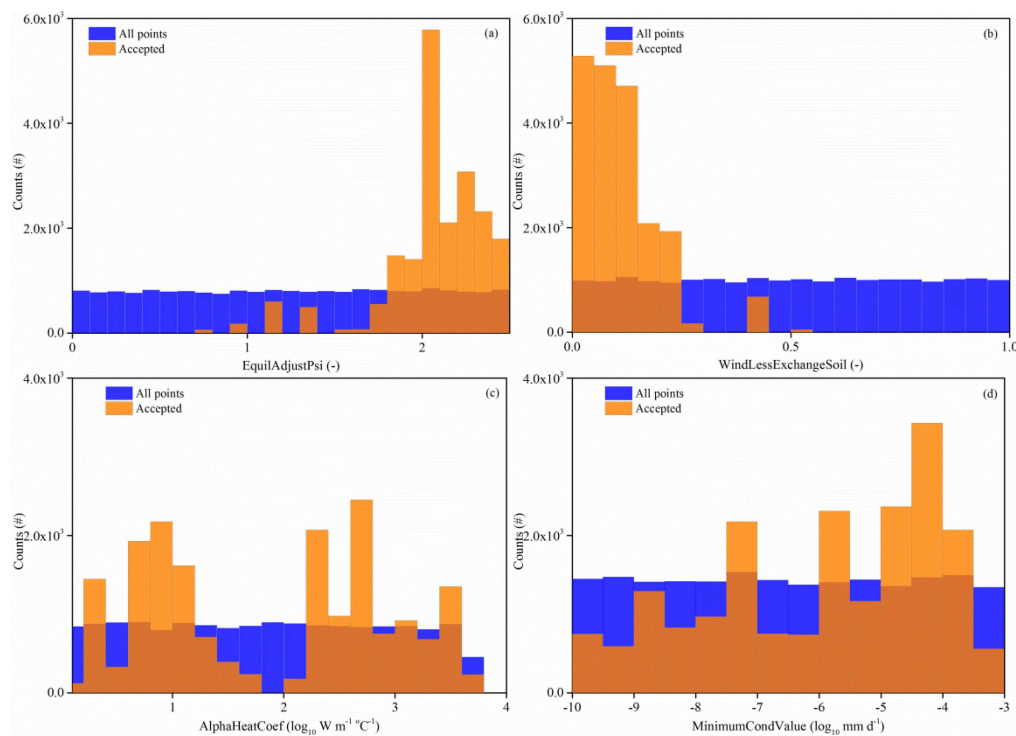 6.0x10³
4.0x10³
2.0x10³
0.0
Counts (#)
All points
Accepted
(a)
0
1
2
EquilAdjustPsi (-)
6.0x10³
4.0x10³
2.0x10³
0.0
Counts (#)
All points
Accepted
(b)
0.0
0.5
1.0
WindLessExchangeSoil (-)
4.0x10³
2.0x10³
0.0
Counts (#)
All points
Accepted
(c)
1
2
3
4
AlphaHeatCoef (log₁₀ W m⁻¹ °C⁻¹)
4.0x10³
2.0x10³
0.0
Counts (#)
All points
Accepted
(d)
-10
-9
-8
-7
-6
-5
-4
-3
MinimumCondValue (log₁₀ mm d⁻¹)